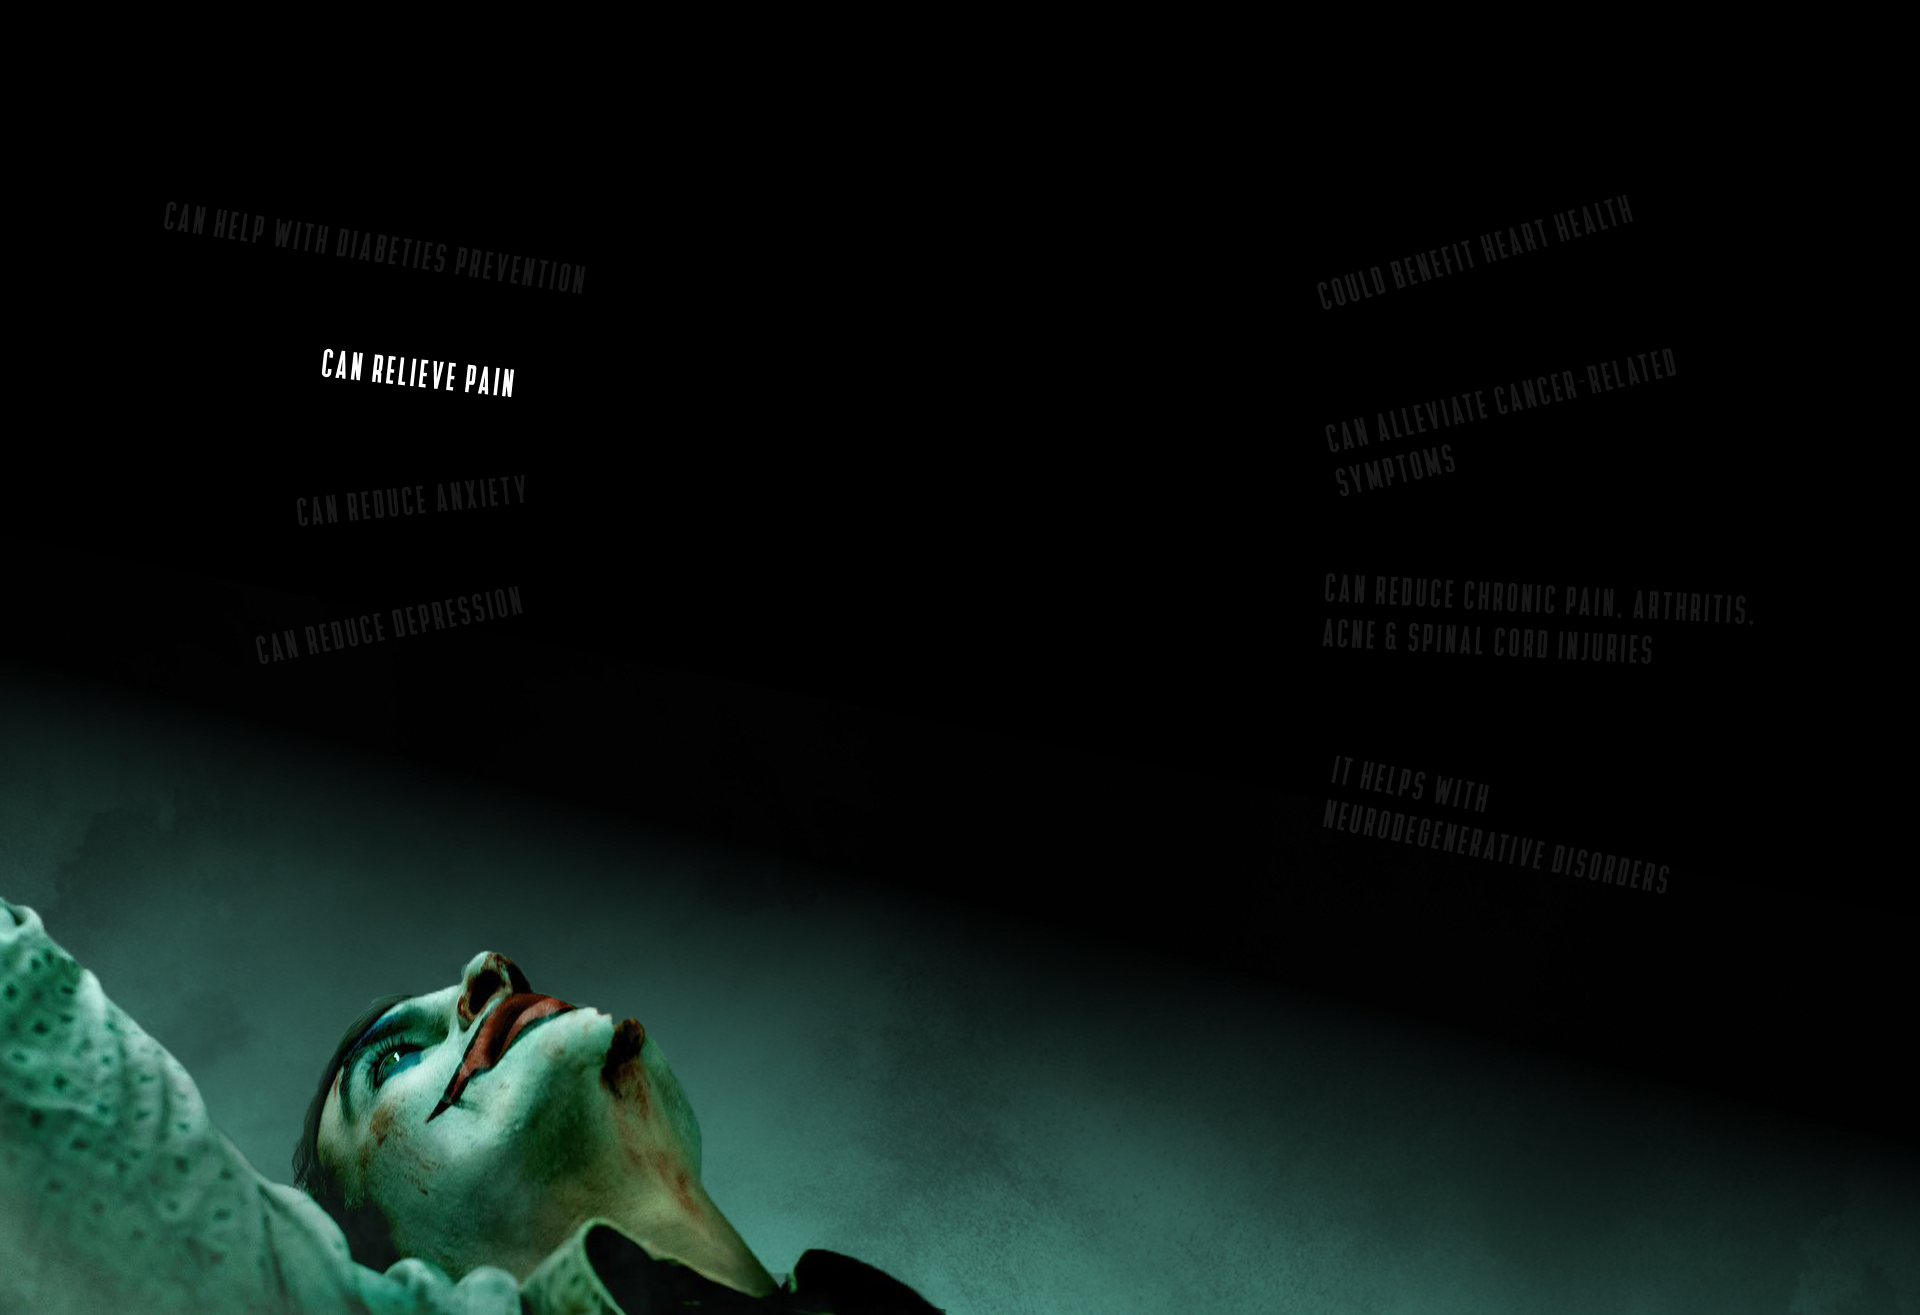 CAN HELP WITH DIABETIES PREVENTION
CAN RELIEVE PAIN
CAN REDUCE ANXIETY
CAN REDUCE DEPRESSION
COULD BENEFIT HEART HEALTH
CAN ALLEVIATE CANCER-RELATED
SYMPTOMS
CAN REDUCE CHRONIC PAIN, ARTHRITIS,
ACNE & SPINAL CORD INJURIES
IT HELPS WITH
NEURODEGENERATIVE DISORDERS